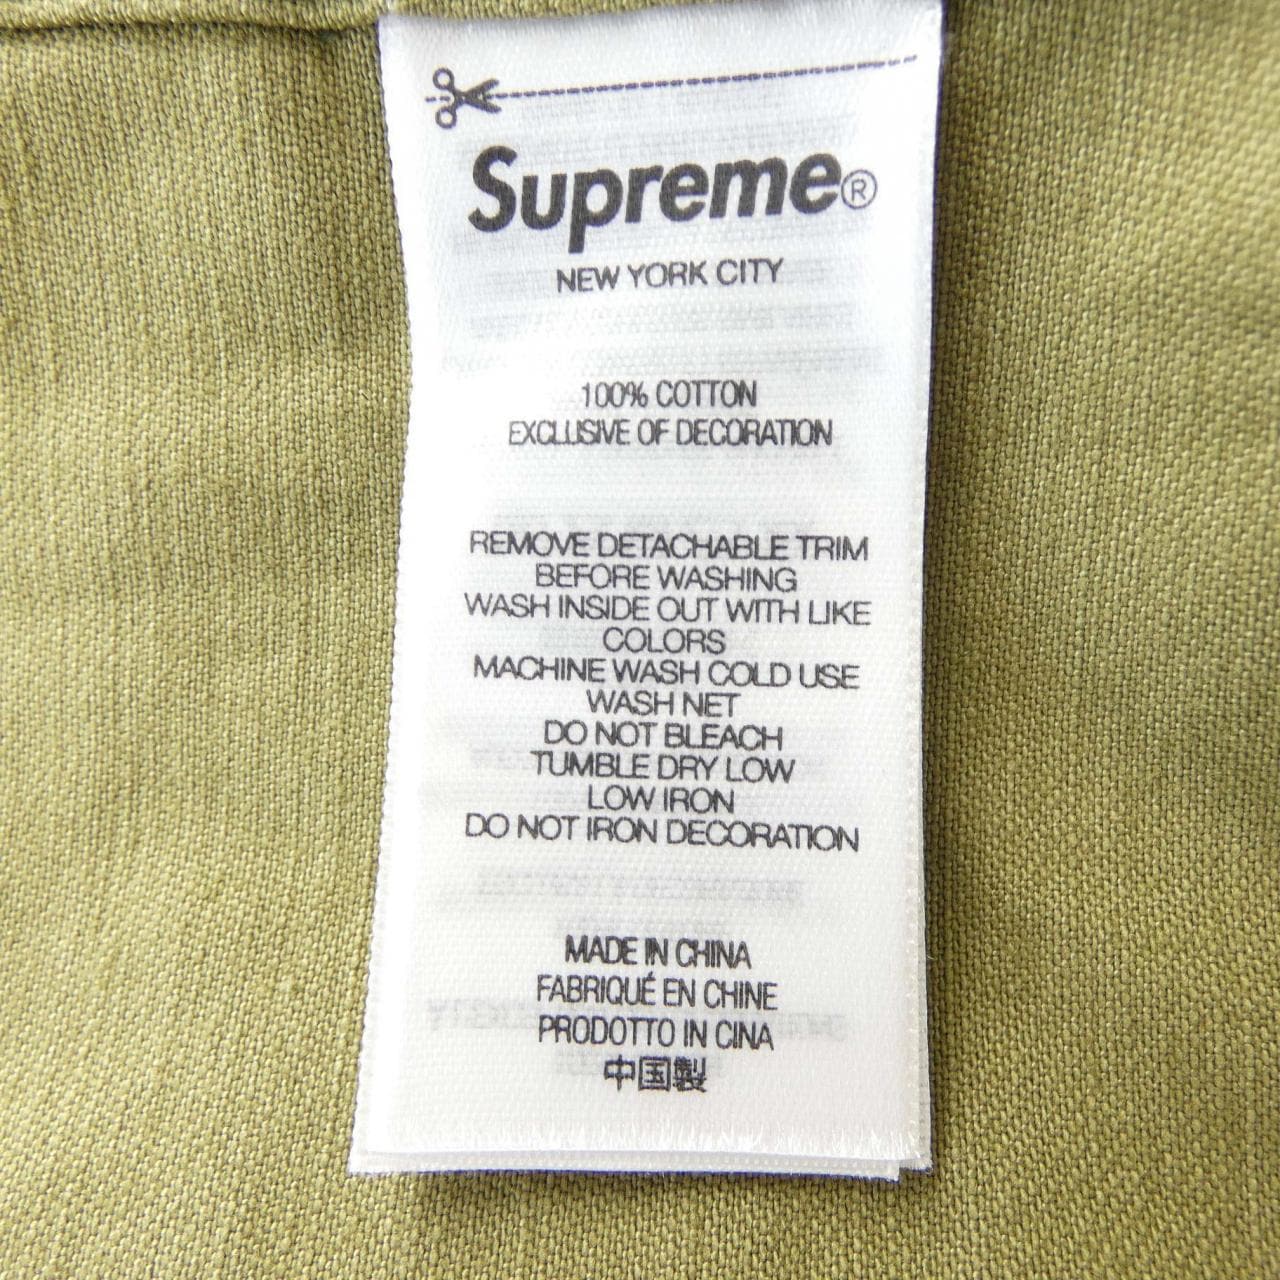 Supreme®
NEW YORK CITY
100% COTTON
EXCLUSIVE OF DECORATION
REMOVE DETACHABLE TRIM
BEFORE WASHING
WASH INSIDE OUT WITH LIKE
COLORS
MACHINE WASH COLD USE
WASH NET
DO NOT BLEACH
TUMBLE DRY LOW
LOW IRON
DO NOT IRON DECORATION
MADE IN CHINA
FABRIQUÉ EN CHINE
PRODOTTO IN CINA
中国製